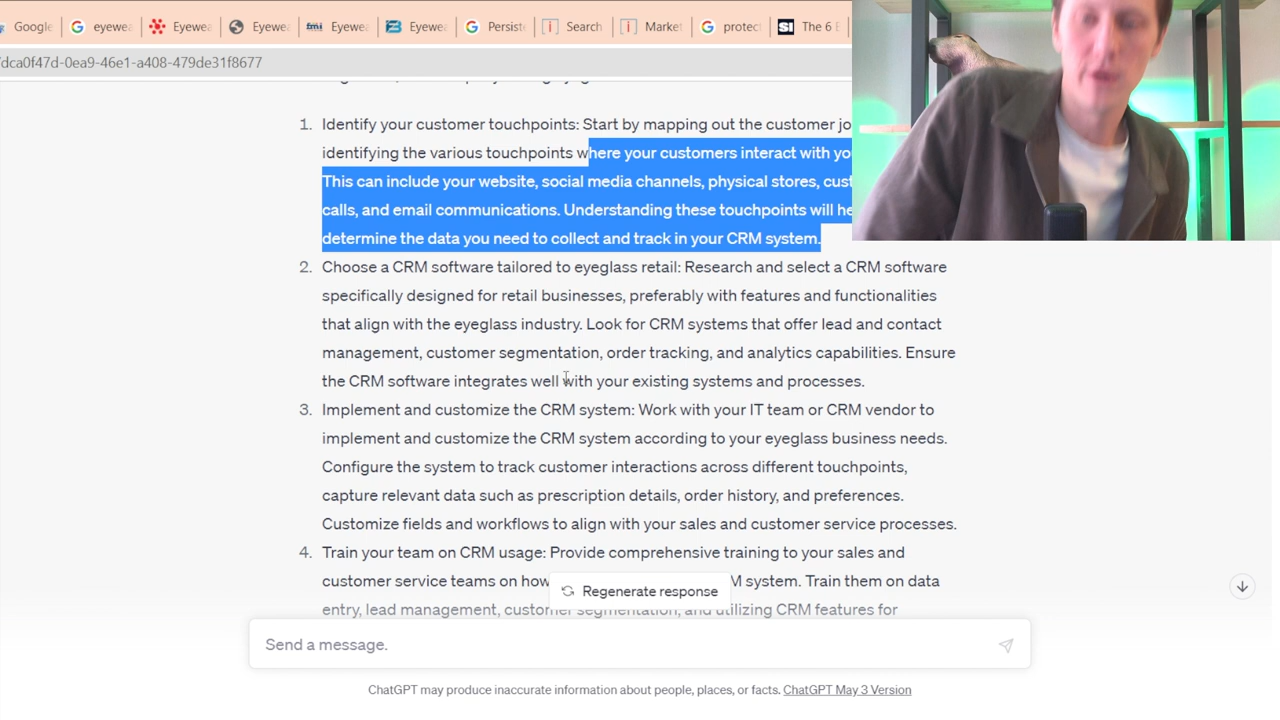 Google
eyewea
Eyewea
Eyewe
fmi Eyewea
Eyewea
Persiste
Search
Market
protect
SI The 6 E
dca0f47d-0ea9-46e1-a408-479de31f8677
1. Identify your customer touchpoints: Start by mapping out the customer jo
identifying the various touchpoints where your customers interact with yo
This can include your website, social media channels, physical stores, cust
calls, and email communications. Understanding these touchpoints will he
determine the data you need to collect and track in your CRM system.
2. Choose a CRM software tailored to eyeglass retail: Research and select a CRM software
specifically designed for retail businesses, preferably with features and functionalities
that align with the eyeglass industry. Look for CRM systems that offer lead and contact
management, customer segmentation, order tracking, and analytics capabilities. Ensure
the CRM software integrates well with your existing systems and processes.
3. Implement and customize the CRM system: Work with your IT team or CRM vendor to
implement and customize the CRM system according to your eyeglass business needs.
Configure the system to track customer interactions across different touchpoints,
capture relevant data such as prescription details, order history, and preferences.
Customize fields and workflows to align with your sales and customer service processes.
4. Train your team on CRM usage: Provide comprehensive training to your sales and
customer service teams on how M system. Train them on data
Regenerate response
entry, lead management, customer segmentation, and utilizing CRM features for
Send a message.
ChatGPT may produce inaccurate information about people, places, or facts. ChatGPT May 3 Version